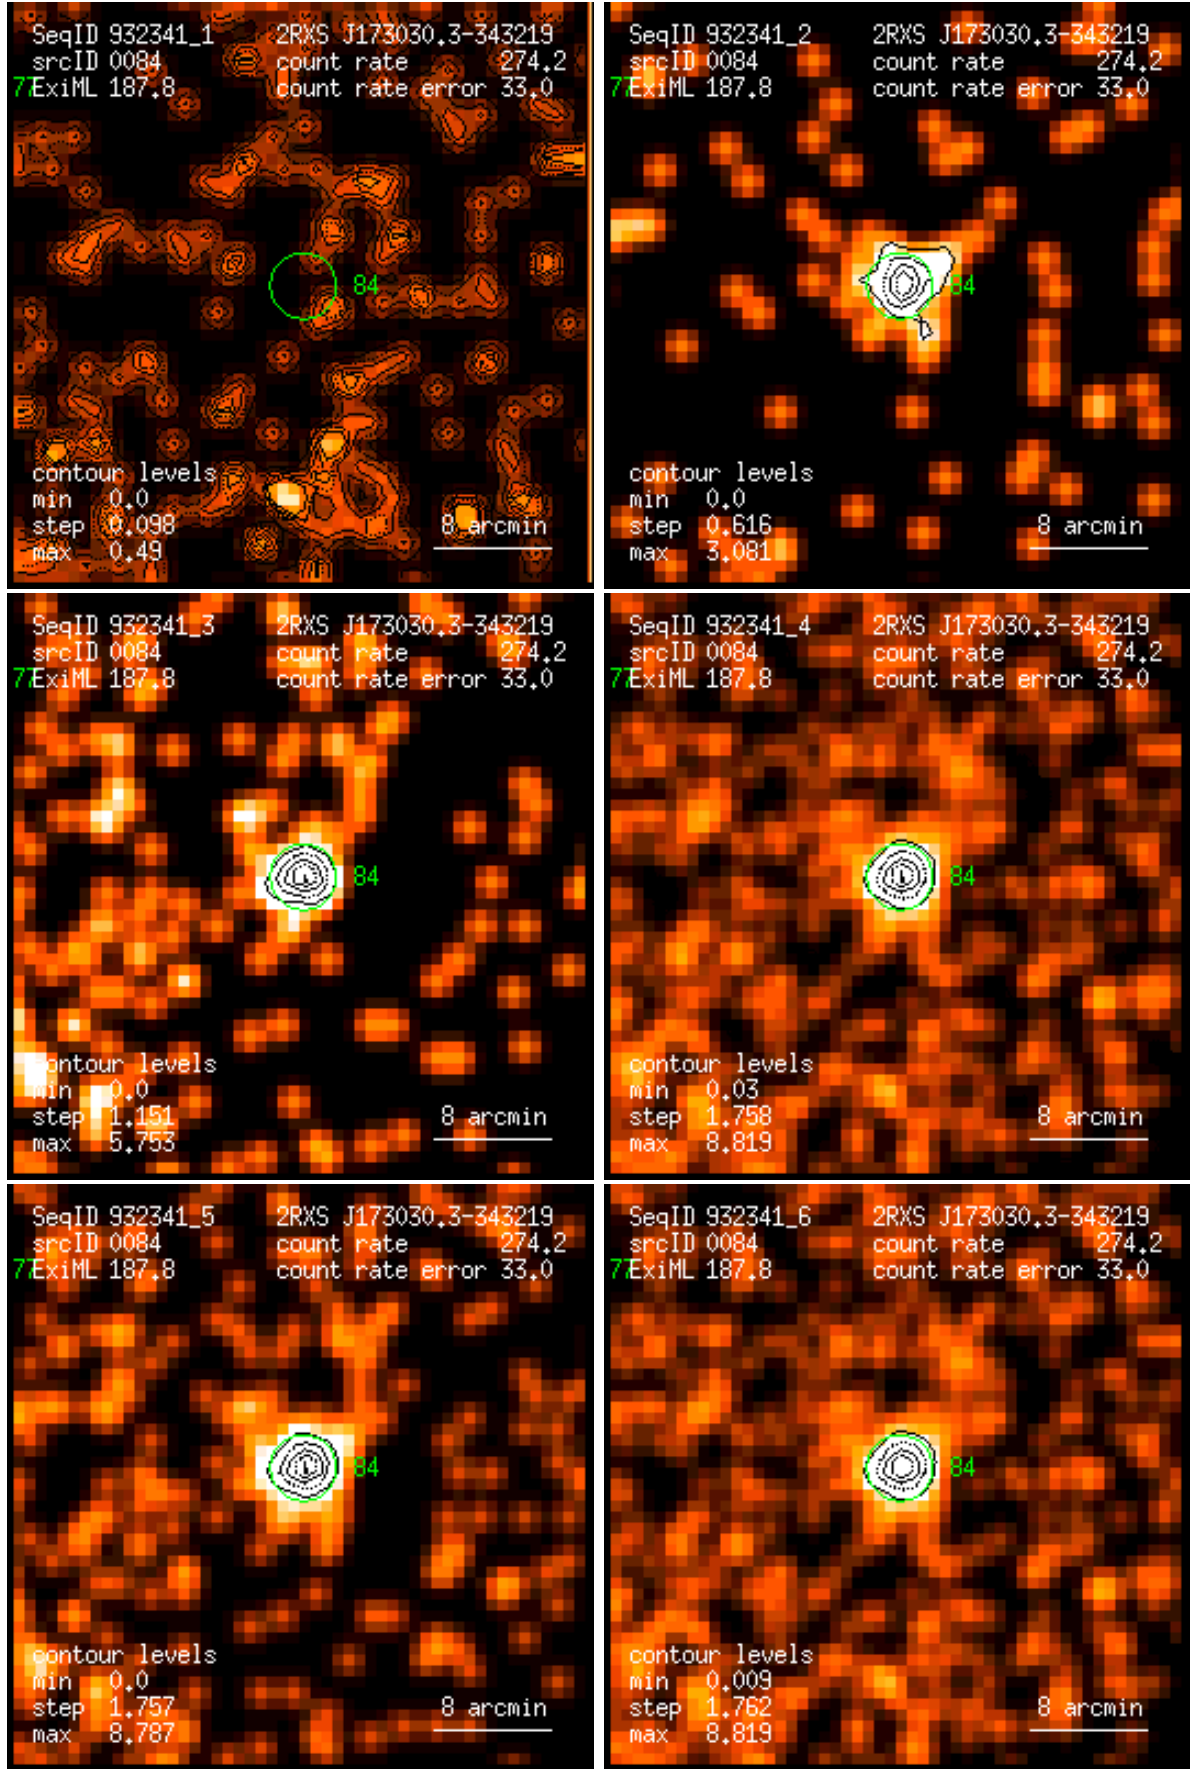 SeqID 932341_1 2RXS J173030.3-343219
srcID 0084 count rate 274.2
77 ExiML 187.8 count rate error 33.0
84
contour levels
min 0.0
step 0.098
max 0.49 8 arcmin
SeqID 932341_2 2RXS J173030.3-343219
srcID 0084 count rate 274.2
77 ExiML 187.8 count rate error 33.0
84
contour levels
min 0.0
step 0.616
max 3.081 8 arcmin
SeqID 932341_3 2RXS J173030.3-343219
srcID 0084 count rate 274.2
77 ExiML 187.8 count rate error 33.0
84
contour levels
min 0.0
step 1.151
max 5.753 8 arcmin
SeqID 932341_4 2RXS J173030.3-343219
srcID 0084 count rate 274.2
77 ExiML 187.8 count rate error 33.0
84
contour levels
min 0.03
step 1.758
max 8.819 8 arcmin
SeqID 932341_5 2RXS J173030.3-343219
srcID 0084 count rate 274.2
77 ExiML 187.8 count rate error 33.0
84
contour levels
min 0.0
step 1.757
max 8.787 8 arcmin
SeqID 932341_6 2RXS J173030.3-343219
srcID 0084 count rate 274.2
77 ExiML 187.8 count rate error 33.0
84
contour levels
min 0.009
step 1.762
max 8.819 8 arcmin